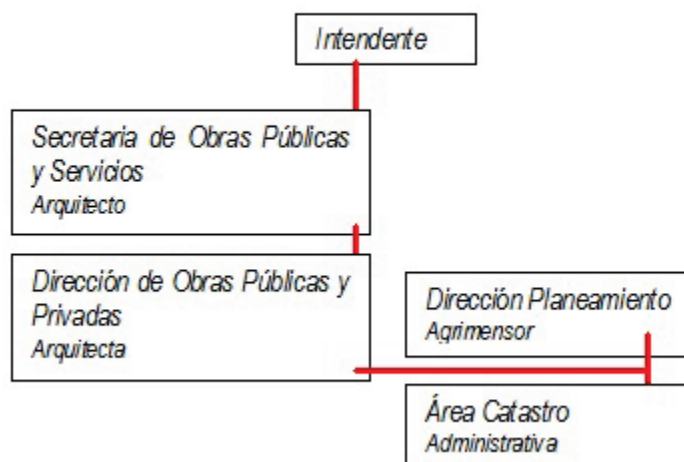 Intendente
Secretaria de Obras Públicas
y Servicios
Arquitecto
Dirección de Obras Públicas y
Privadas
Arquitecta
Dirección Planeamiento
Agrimensor
Área Catastro
Administrativa